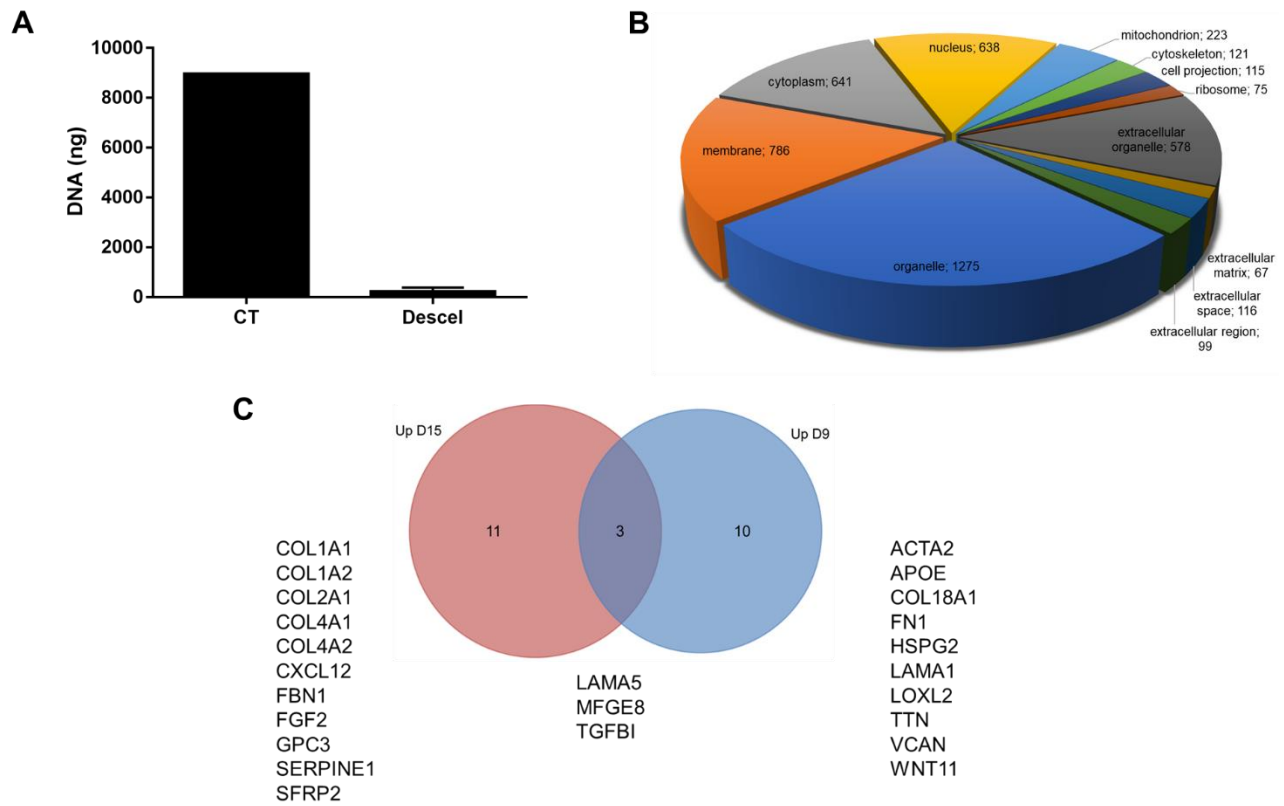 A
10000
8000
6000
4000
2000
0
DNA (ng)
CT
Descel
B
nucleus; 638
mitochondrion; 223
cytoskeleton; 121
cell projection; 115
ribosome; 75
cytoplasm; 641
extracellular
organelle; 578
membrane; 786
organelle; 1275
extracellular
matrix; 67
extracellular
space; 116
extracellular region;
99
C
Up D15
Up D9
11
3
10
COL1A1
COL1A2
COL2A1
COL4A1
COL4A2
CXCL12
FBN1
FGF2
GPC3
SERPINE1
SFRP2
LAMA5
MFGE8
TGFBI
ACTA2
APOE
COL18A1
FN1
HSPG2
LAMA1
LOXL2
TTN
VCAN
WNT11